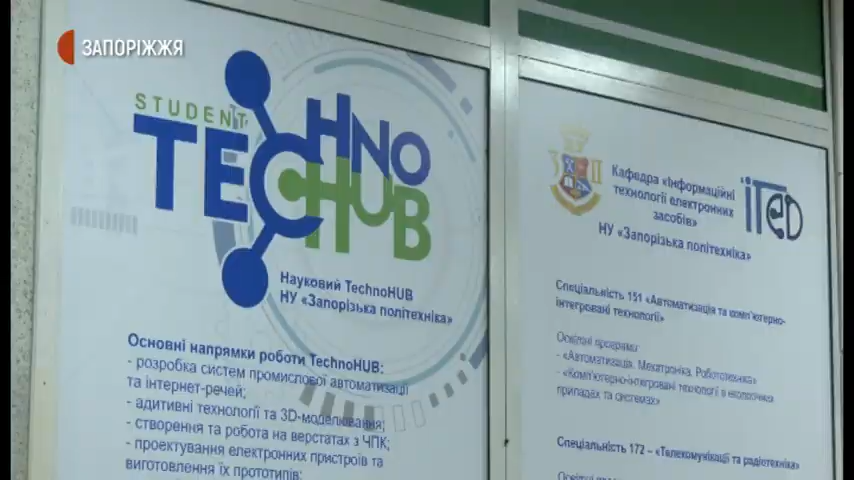 ЗАПОРІЖЖЯ
STUDENT
TECHNO
HUB
Науковий TechnoHUB
НУ «Запорізька політехніка»
Основні напрямки роботи TechnoHUB:
- розробка систем промислової автоматизації
та інтернет-речей;
- адитивні технології та 3D-моделювання;
- створення та робота на верстатах з ЧПК;
- проектування електронних пристроїв та
виготовлення їх прототипів;
Кафедра «Інформаційні
технології електронних
засобів»
НУ «Запорізька політехніка»
iTED
Спеціальність 151 «Автоматизація та комп'ютерно-
інтегровані технології»
Освітні програми:
- «Автоматизація. Мехатроніка. Робототехніка»
- «Комп'ютерно-інтегровані технології в екологічних
приладах та системах»
Спеціальність 172 – «Телекомунікації та радіотехніка»